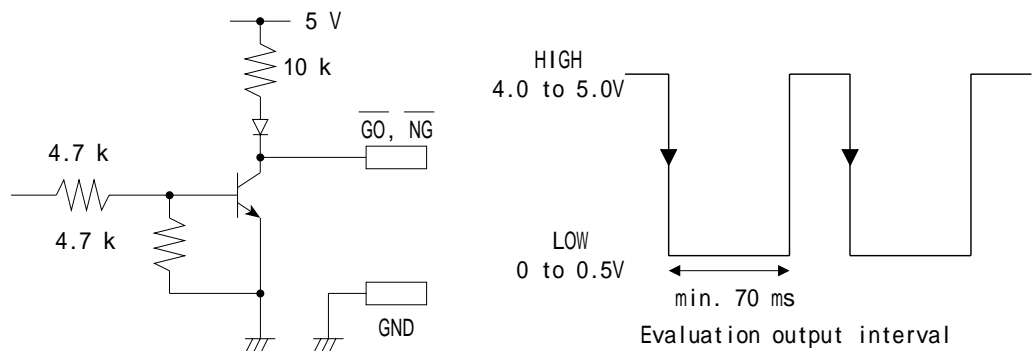 5 V
10 k
GO, NG
4.7 k
4.7 k
GND
HIGH
4.0 to 5.0V
LOW
0 to 0.5V
min. 70 ms
Evaluation output interval